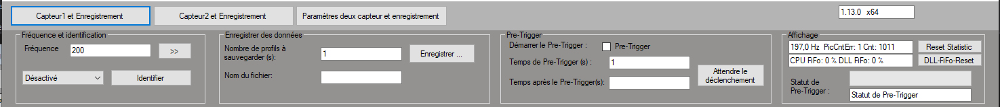 Capteur1 et Enregistrement
Capteur2 et Enregistrement
Paramètres deux capteur et enregistrement
1.13.0 x64
Fréquence et identification
Fréquence
200
>>
Désactivé
Identifier
Enregistrer des données
Nombre de profils à
sauvegarder (s):
1
Enregistrer ...
Nom du fichier:
Pre-Trigger
Démarrer le Pre-Trigger :
Pre-Trigger
Temps de Pre-Trigger (s) :
1
Temps après le Pre-Trigger(s):
Attendre le
déclenchement
Affichage
197,0 Hz PicCntErr: 1 Cnt: 1011
Reset Statistic
CPU FiFo: 0 % DLL FiFo: 0 %
DLL-FiFo-Reset
Statut de
Pre-Trigger :
Statut de Pre-Trigger